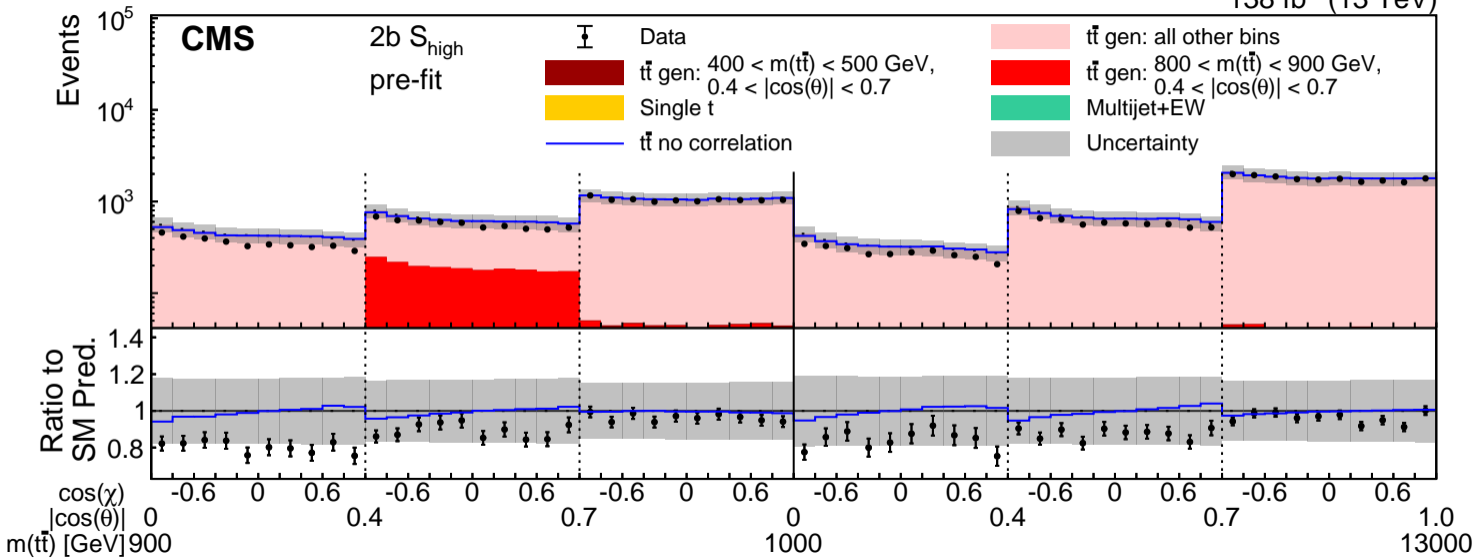 138 fb⁻¹ (13 TeV)
CMS
2b S_high
pre-fit
Data
tt̄ gen: 400 < m(tt̄) < 500 GeV,
0.4 < |cos(θ)| < 0.7
Single t
tt̄ no correlation
tt̄ gen: all other bins
tt̄ gen: 800 < m(tt̄) < 900 GeV,
0.4 < |cos(θ)| < 0.7
Multijet+EW
Uncertainty
Events
10⁵
10⁴
10³
Ratio to
SM Pred.
1.4
1.2
1
0.8
cos(χ) -0.6 0 0.6 -0.6 0 0.6 -0.6 0 0.6 -0.6 0 0.6 -0.6 0 0.6 -0.6 0 0.6
|cos(θ)| 0 0.4 0.7 0 0.4 0.7 1.0
m(tt̄) [GeV] 900 1000 13000